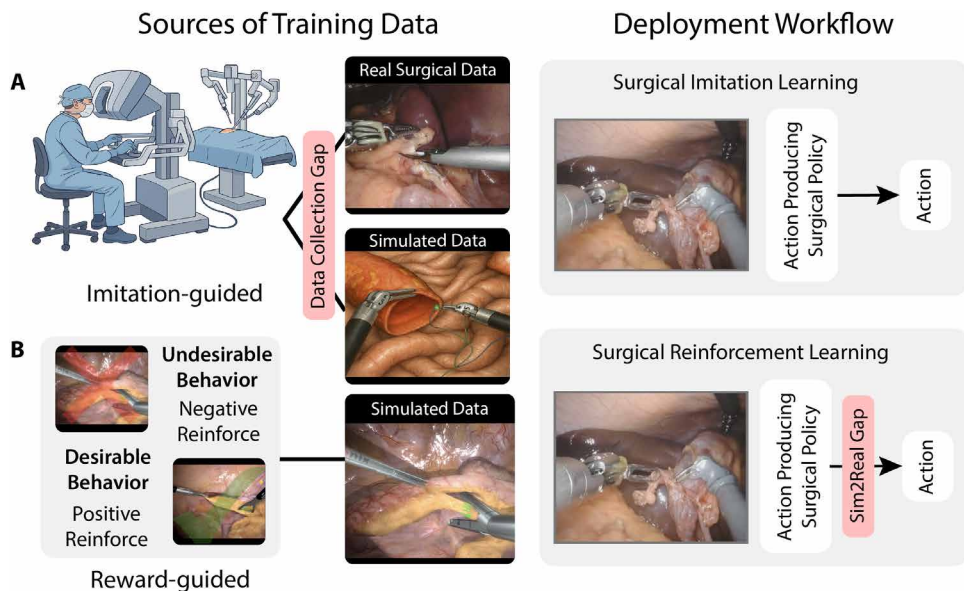 Sources of Training Data
Deployment Workflow
A
Real Surgical Data
Data Collection Gap
Simulated Data
Imitation-guided
Surgical Imitation Learning
Action Producing
Surgical Policy
Action
B
Undesirable
Behavior
Negative
Reinforce
Desirable
Behavior
Positive
Reinforce
Reward-guided
Simulated Data
Surgical Reinforcement Learning
Action Producing
Surgical Policy
Sim2Real Gap
Action